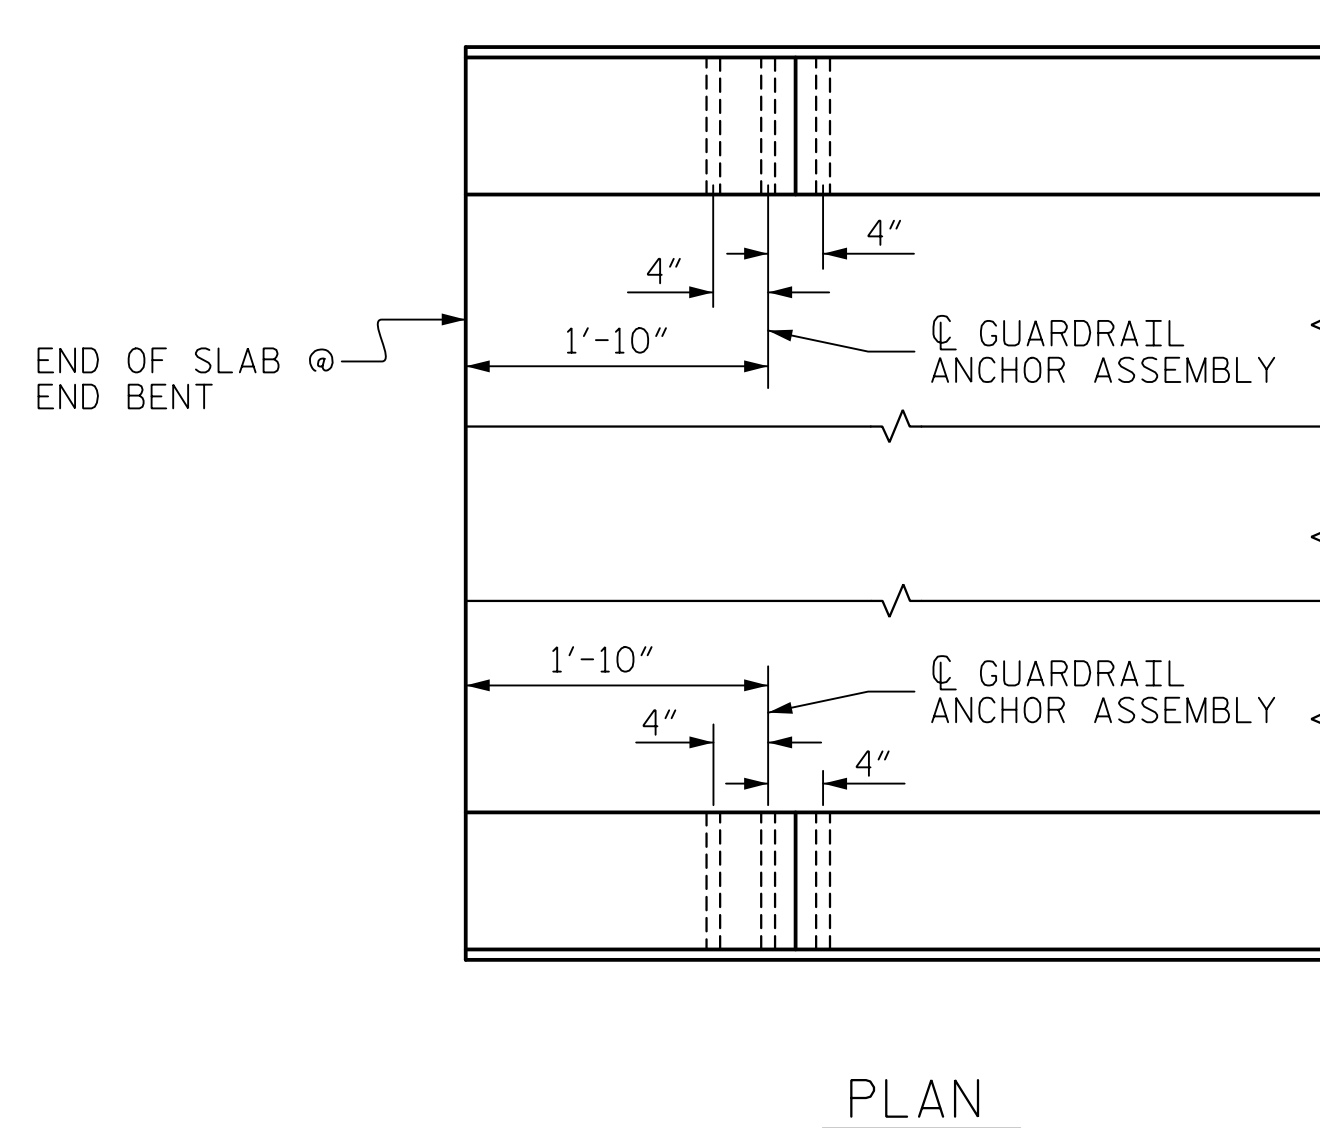 4"
4"
1'-10"
℄ GUARDRAIL
ANCHOR ASSEMBLY
END OF SLAB @
END BENT
1'-10"
℄ GUARDRAIL
ANCHOR ASSEMBLY
4"
4"
PLAN